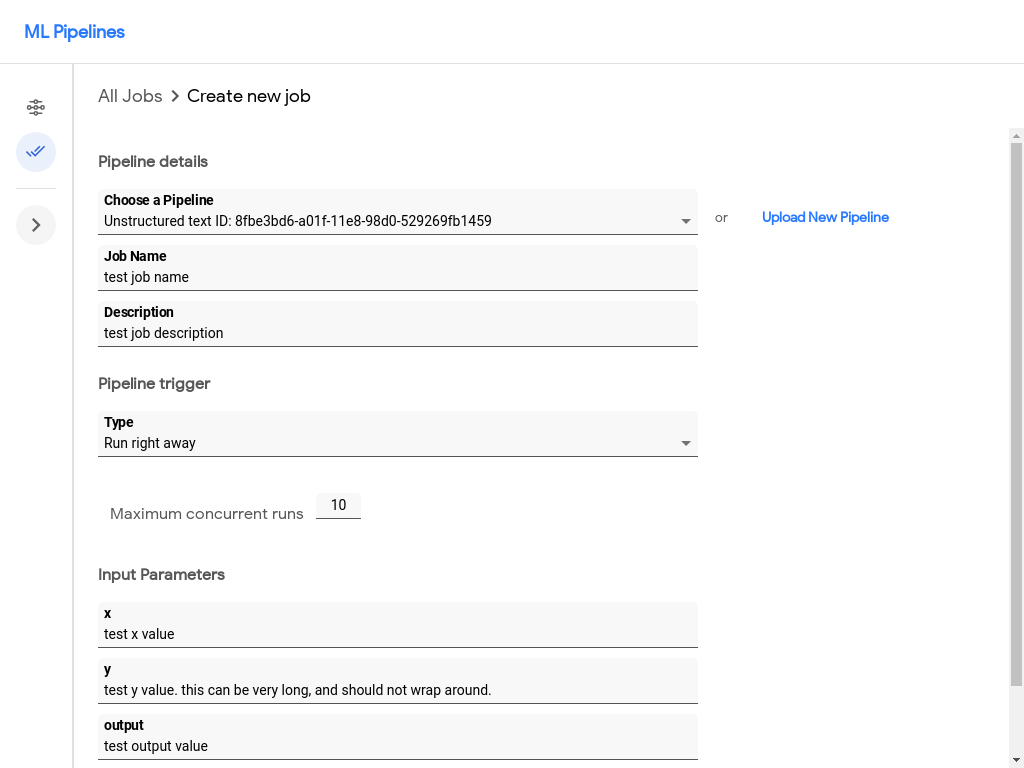 ML Pipelines
All Jobs > Create new job
Pipeline details
Choose a Pipeline
Unstructured text ID: 8fbe3bd6-a01f-11e8-98d0-529269fb1459
or
Upload New Pipeline
Job Name
test job name
Description
test job description
Pipeline trigger
Type
Run right away
Maximum concurrent runs 10
Input Parameters
x
test x value
y
test y value. this can be very long, and should not wrap around.
output
test output value